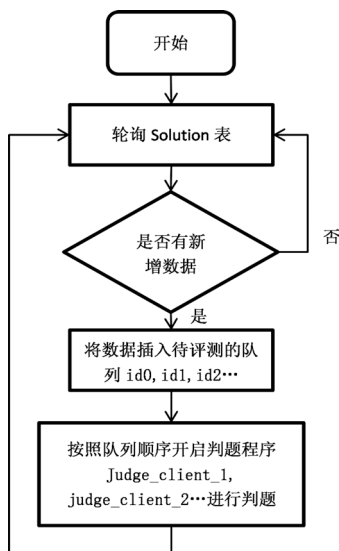 开始
轮询 Solution 表
是否有新
增数据
否
是
将数据插入待评测的队
列 id0,id1,id2…
按照队列顺序开启判题程序
Judge_client_1,
judge_client_2…进行判题